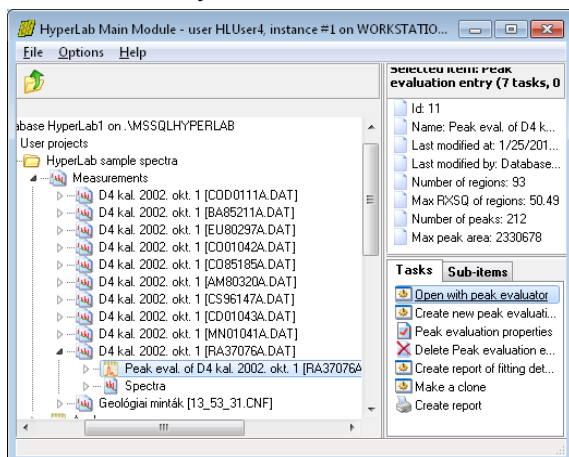 HyperLab Main Module - user HLUser4, instance #1 on WORKSTATIO...
File Options Help
abase HyperLab1 on .\MSSQLHYPERLAB
User projects
HyperLab sample spectra
Measurements
D4 kal. 2002. okt. 1 [COD0111A.DAT]
D4 kal. 2002. okt. 1 [BA85211A.DAT]
D4 kal. 2002. okt. 1 [EU80297A.DAT]
D4 kal. 2002. okt. 1 [CO01042A.DAT]
D4 kal. 2002. okt. 1 [CO85185A.DAT]
D4 kal. 2002. okt. 1 [AM80320A.DAT]
D4 kal. 2002. okt. 1 [CS96147A.DAT]
D4 kal. 2002. okt. 1 [CD01043A.DAT]
D4 kal. 2002. okt. 1 [MN01041A.DAT]
D4 kal. 2002. okt. 1 [RA37076A.DAT]
Peak eval. of D4 kal. 2002. okt. 1 [RA37076A
Spectra
Geológiai minták [13_53_31.CNF]
Selected item: Peak
evaluation entry (7 tasks, 0
Id: 11
Name: Peak eval. of D4 k...
Last modified at: 1/25/201...
Last modified by: Database...
Number of regions: 93
Max RXSQ of regions: 50.49
Number of peaks: 212
Max peak area: 2330678
Tasks Sub-items
Open with peak evaluator
Create new peak evaluati...
Peak evaluation properties
Delete Peak evaluation e...
Create report of fitting det...
Make a clone
Create report